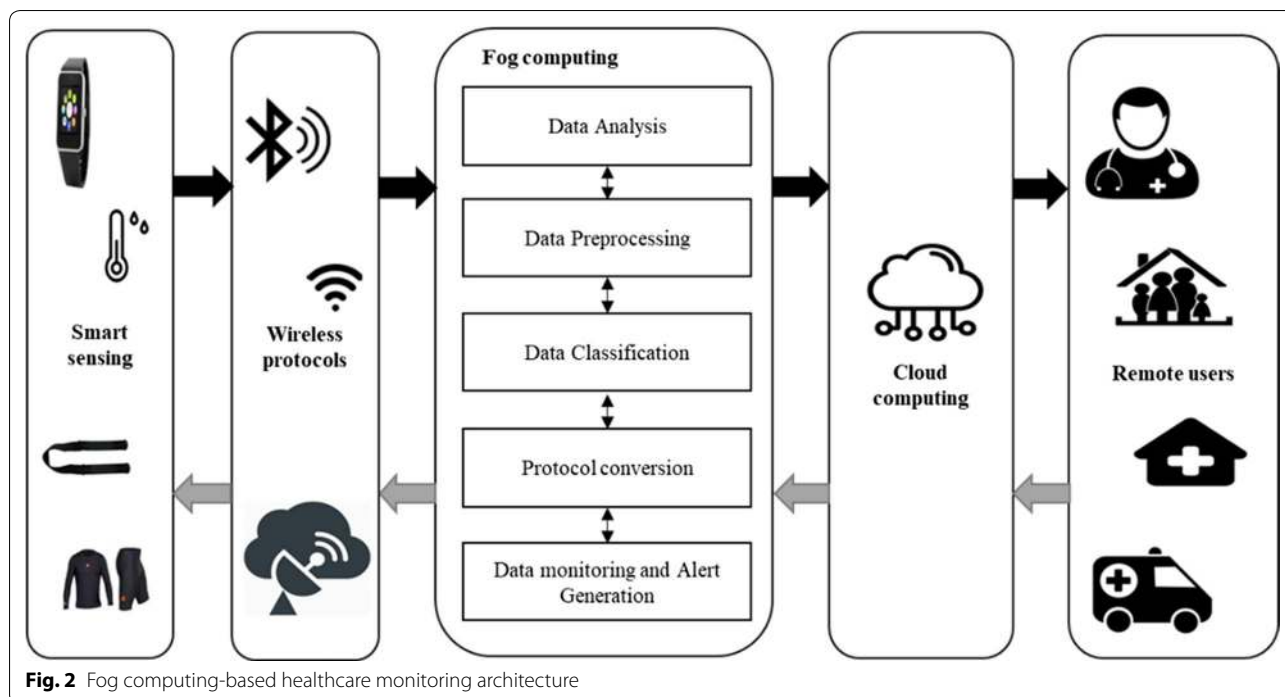 Smart
sensing
Wireless
protocols
Fog computing
Data Analysis
Data Preprocessing
Data Classification
Protocol conversion
Data monitoring and Alert
Generation
Cloud
computing
Remote users
Fig. 2 Fog computing-based healthcare monitoring architecture